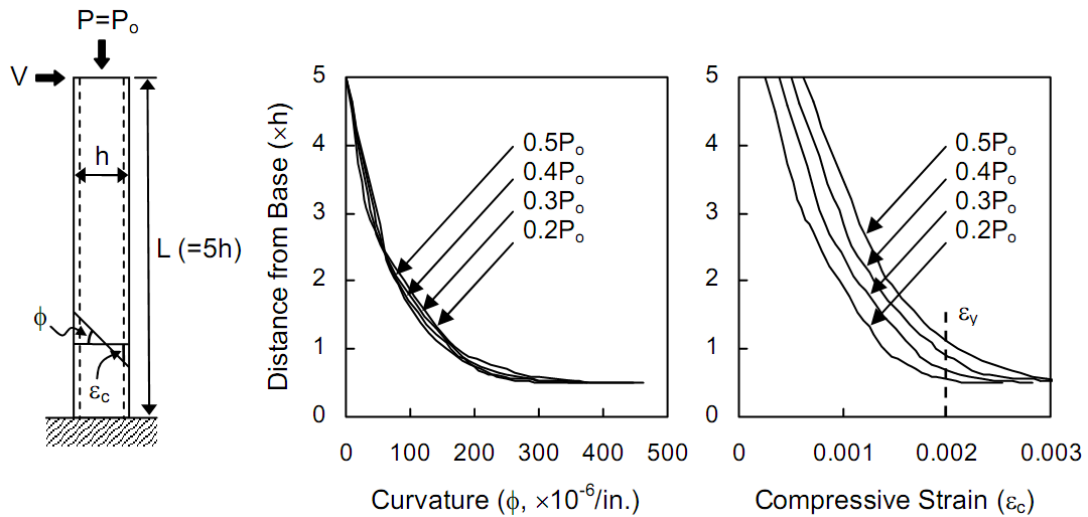 P=Pₒ
V
h
L (=5h)
ϕ
εc
Distance from Base (×h)
5
4
3
2
1
0
0.5Pₒ
0.4Pₒ
0.3Pₒ
0.2Pₒ
0 100 200 300 400 500
Curvature (ϕ, ×10⁻⁶/in.)
5
4
3
2
1
0
0.5Pₒ
0.4Pₒ
0.3Pₒ
0.2Pₒ
εy
0 0.001 0.002 0.003
Compressive Strain (εc)